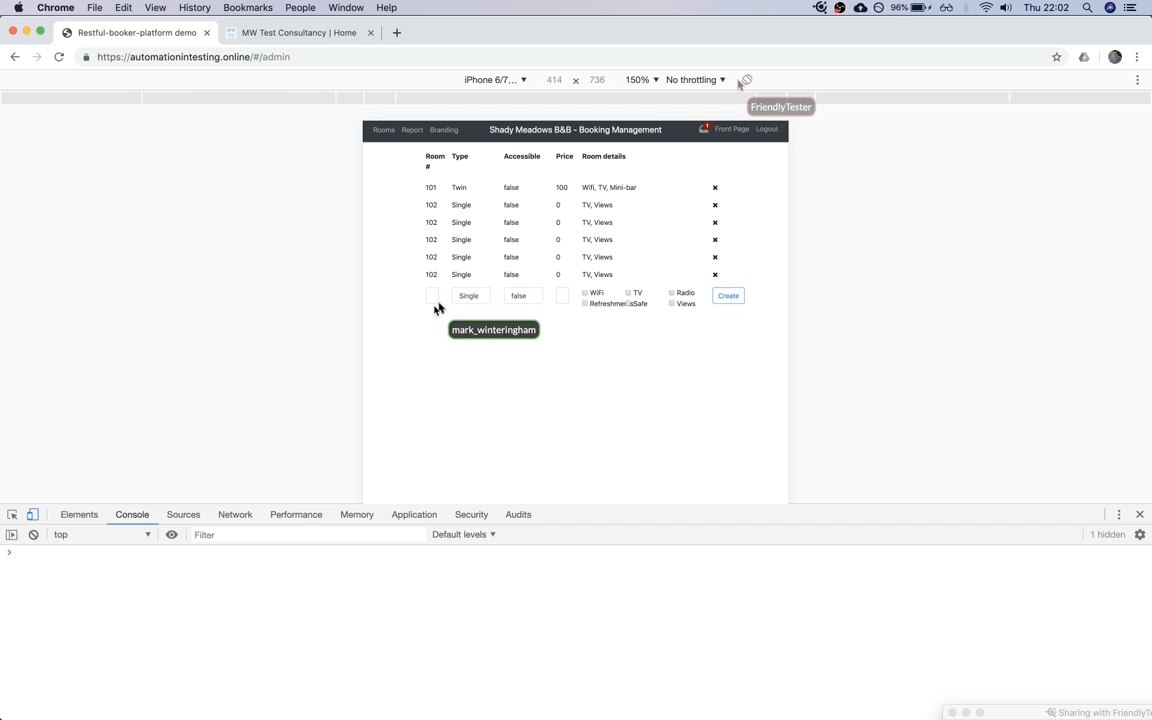 Chrome File Edit View History Bookmarks People Window Help 96% Thu 22:02
Restful-booker-platform demo MW Test Consultancy | Home
https://automationintesting.online/#/admin
iPhone 6/7... 414 × 736 150% No throttling
FriendlyTester
Rooms Report Branding Shady Meadows B&B - Booking Management 1 Front Page Logout
Room # Type Accessible Price Room details
101 Twin false 100 Wifi, TV, Mini-bar
102 Single false 0 TV, Views
102 Single false 0 TV, Views
102 Single false 0 TV, Views
102 Single false 0 TV, Views
102 Single false 0 TV, Views
Single false WiFi TV Radio Create
Refreshments Safe Views
mark_winteringham
Elements Console Sources Network Performance Memory Application Security Audits
top Filter Default levels 1 hidden
Sharing with FriendlyTe